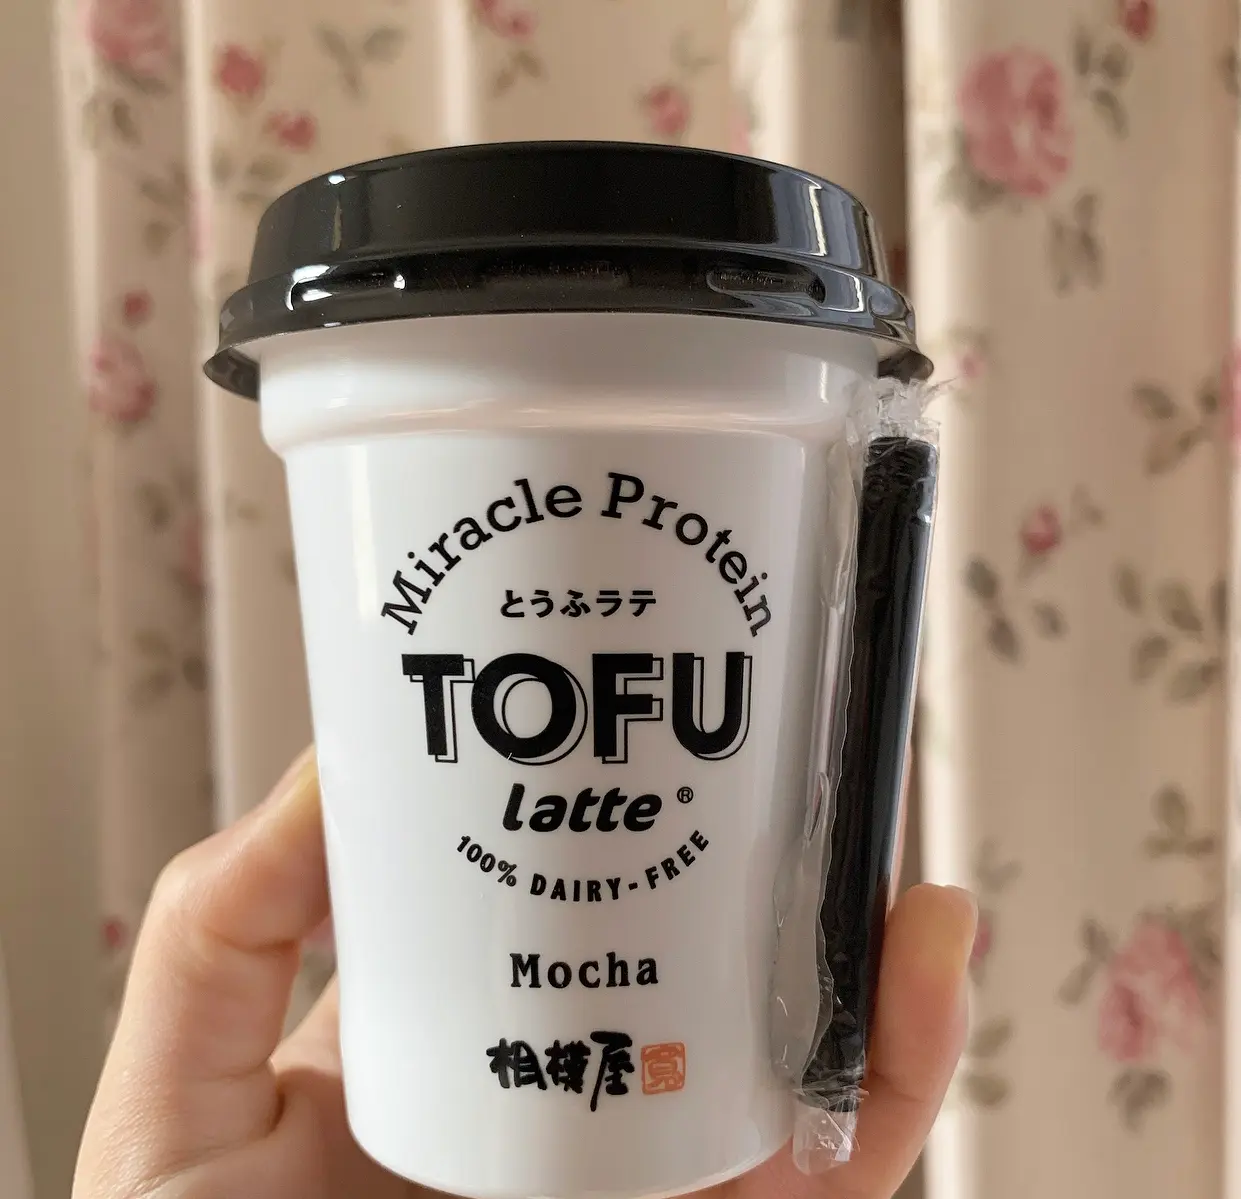 Miracle Protein
とうふラテ
TOFU
latte®
100% DAIRY-FREE
Mocha
相模屋